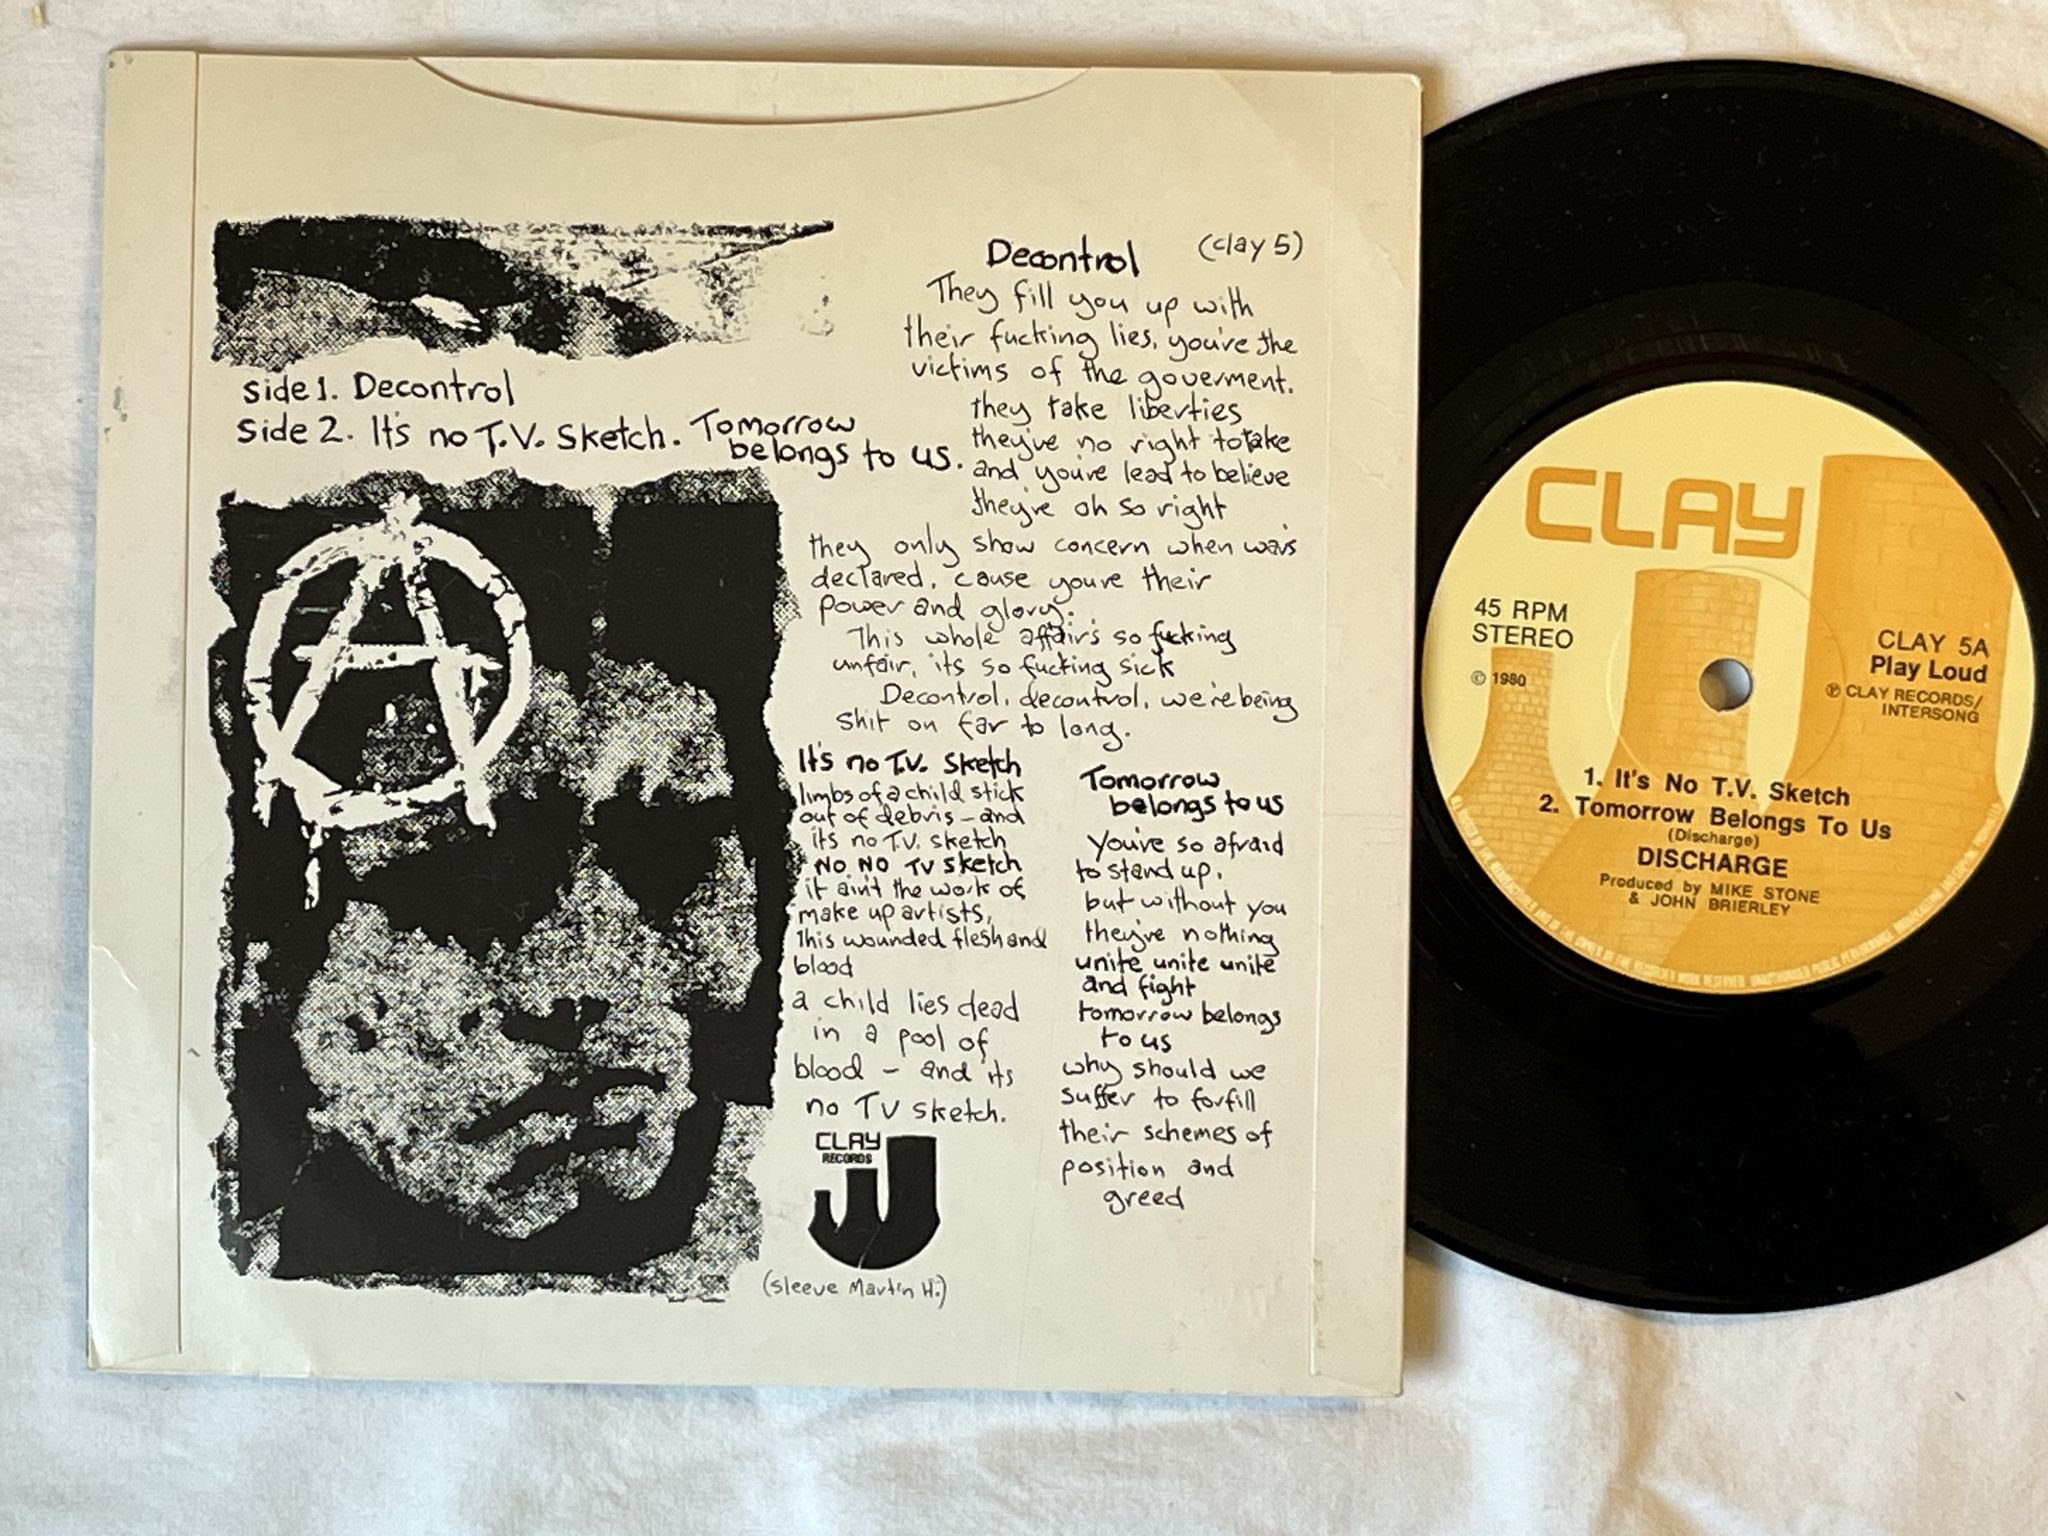 Decontrol (clay 5)
They fill you up with
their fucking lies, you're the
victims of the goverment.
they take liberties
they've no right to take
and you're lead to believe
they're oh so right
they only show concern when wars
declared, cause youre their
power and glory.
This whole affair's so fucking
unfair, its so fucking sick
Decontrol, decontrol, we're being
shit on far to long.
side 1. Decontrol
Side 2. It's no T.V. Sketch. Tomorrow
belongs to us.
It's no T.V. Sketch
limbs of a child stick
out of debris - and
its no T.V. sketch
NO NO TV sketch
it ain't the work of
make up artists,
This wounded flesh and
blood
a child lies dead
in a pool of
blood - and its
no TV sketch.
Tomorrow
belongs to us
You're so afraid
to stand up.
but without you
they're nothing
unite unite unite
and fight
tomorrow belongs
to us
why should we
suffer to forfill
their schemes of
position and
greed
CLAY
RECORDS
(sleeve Martin H.)
CLAY
45 RPM
STEREO
© 1980
CLAY 5A
Play Loud
℗ CLAY RECORDS/
INTERSONG
1. It's No T.V. Sketch
2. Tomorrow Belongs To Us
(Discharge)
DISCHARGE
Produced by MIKE STONE
& JOHN BRIERLEY